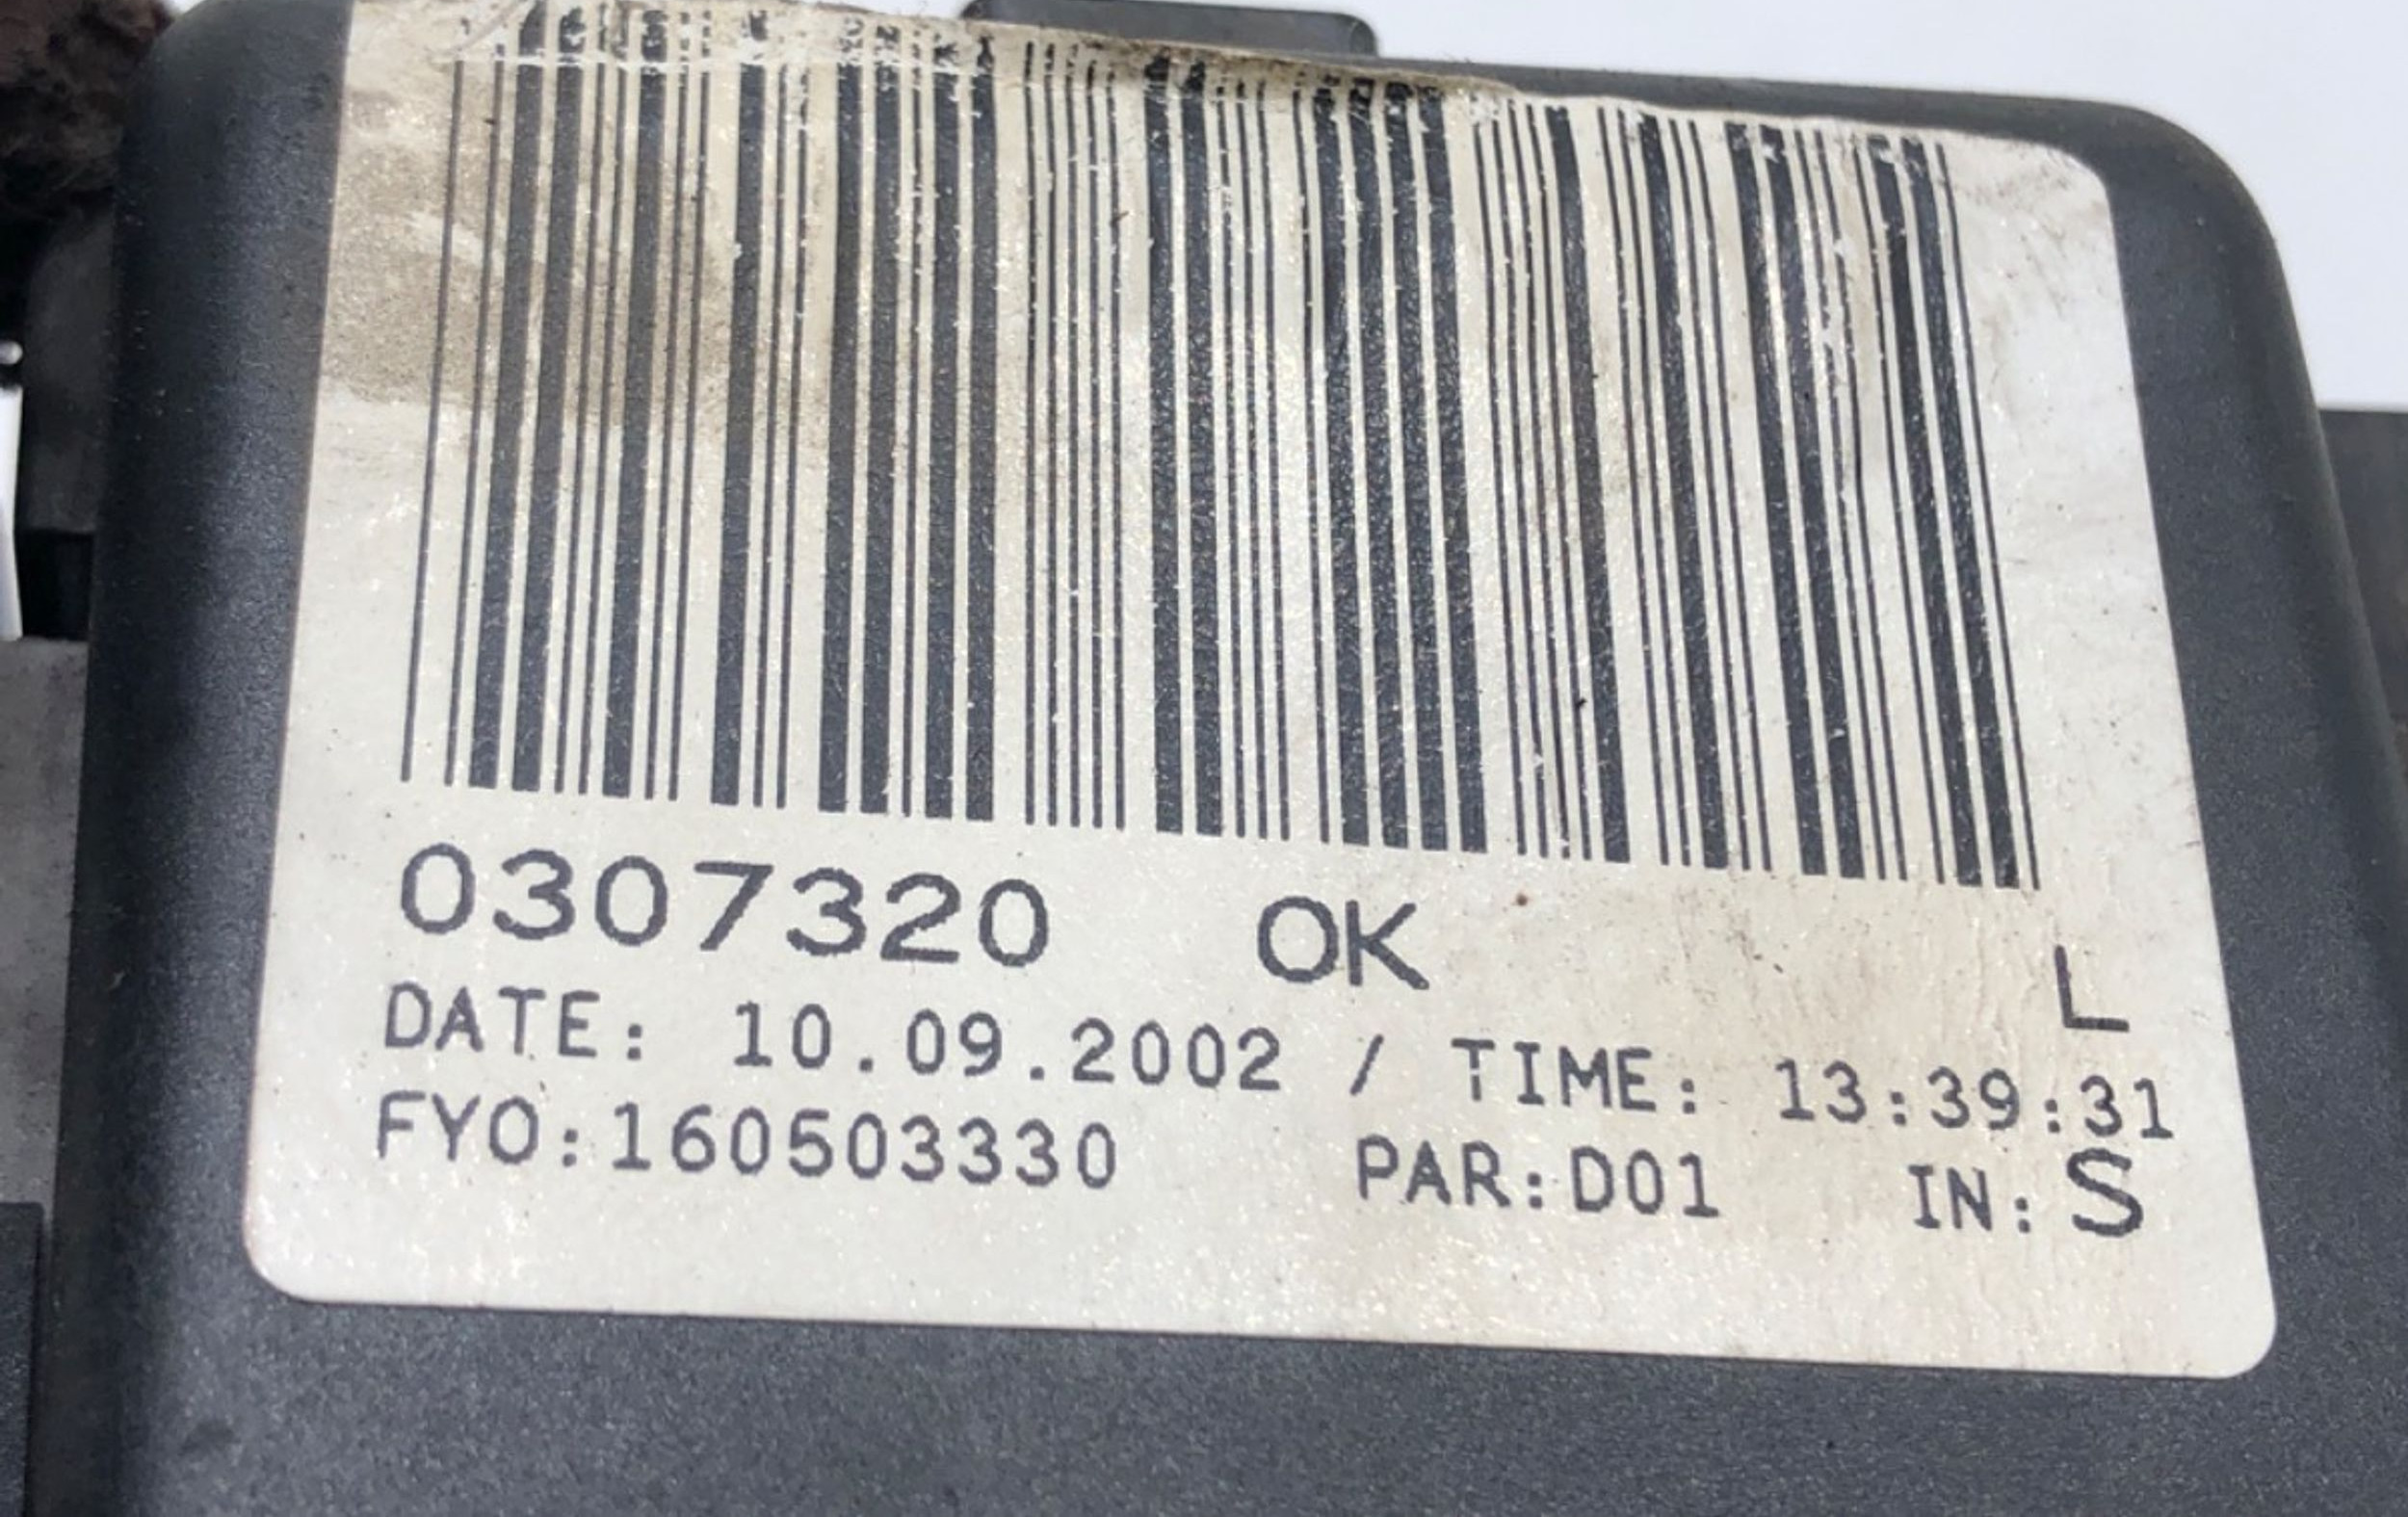 0307320 OK
L
DATE: 10.09.2002 / TIME: 13:39:31
FYO:160503330 PAR:D01 IN:S